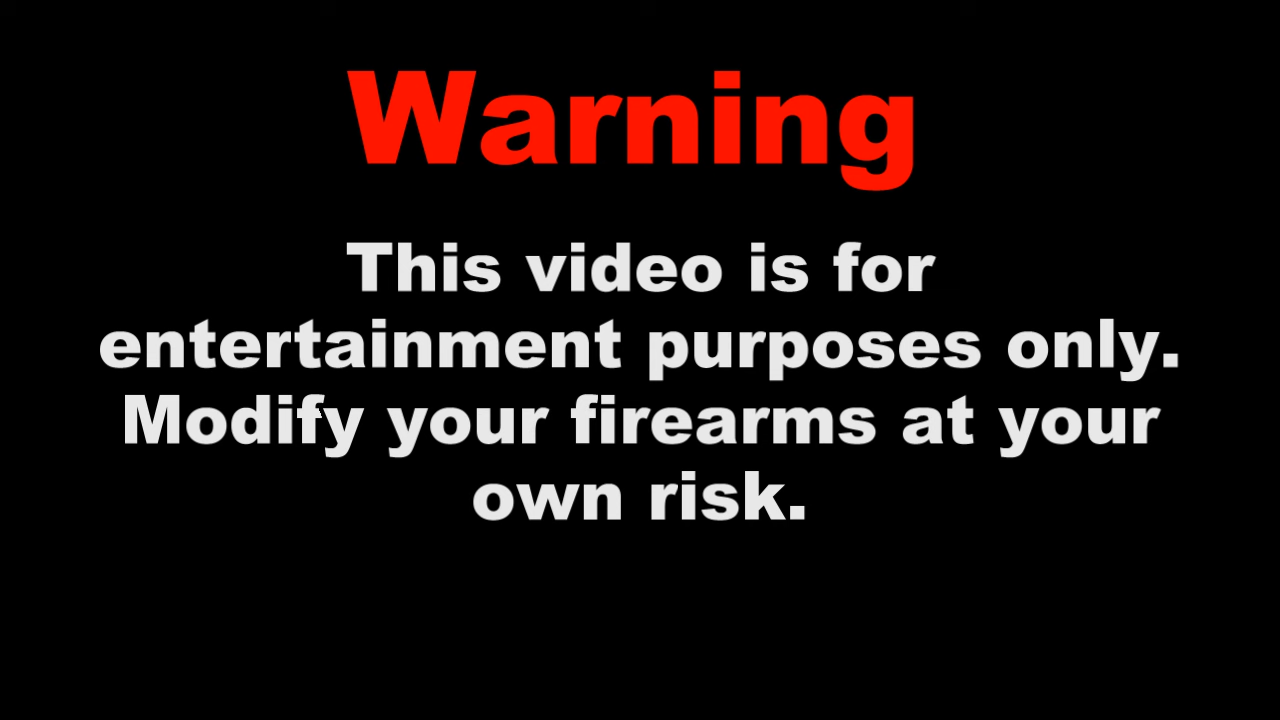 Warning
This video is for
entertainment purposes only.
Modify your firearms at your
own risk.